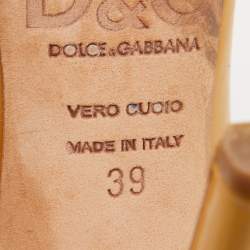 D&G
DOLCE & GABBANA
VERO CUOIO
MADE IN ITALY
39